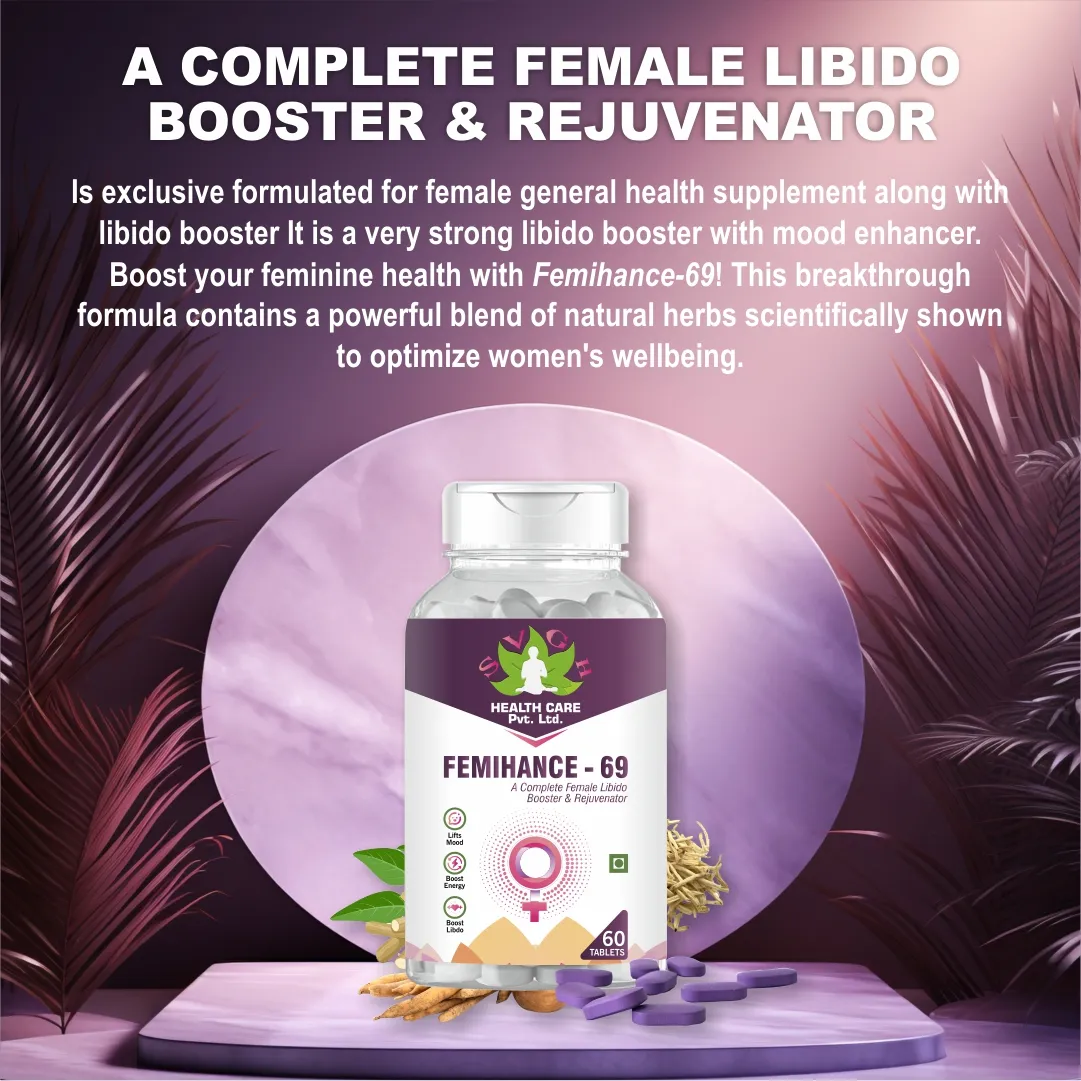 A COMPLETE FEMALE LIBIDO
BOOSTER & REJUVENATOR
Is exclusive formulated for female general health supplement along with
libido booster It is a very strong libido booster with mood enhancer.
Boost your feminine health with Femihance-69! This breakthrough
formula contains a powerful blend of natural herbs scientifically shown
to optimize women's wellbeing.
SVGH
HEALTH CARE
Pvt. Ltd.
FEMIHANCE - 69
A Complete Female Libido
Booster & Rejuvenator
Lifts
Mood
Boost
Energy
Boost
Libdo
60
TABLETS